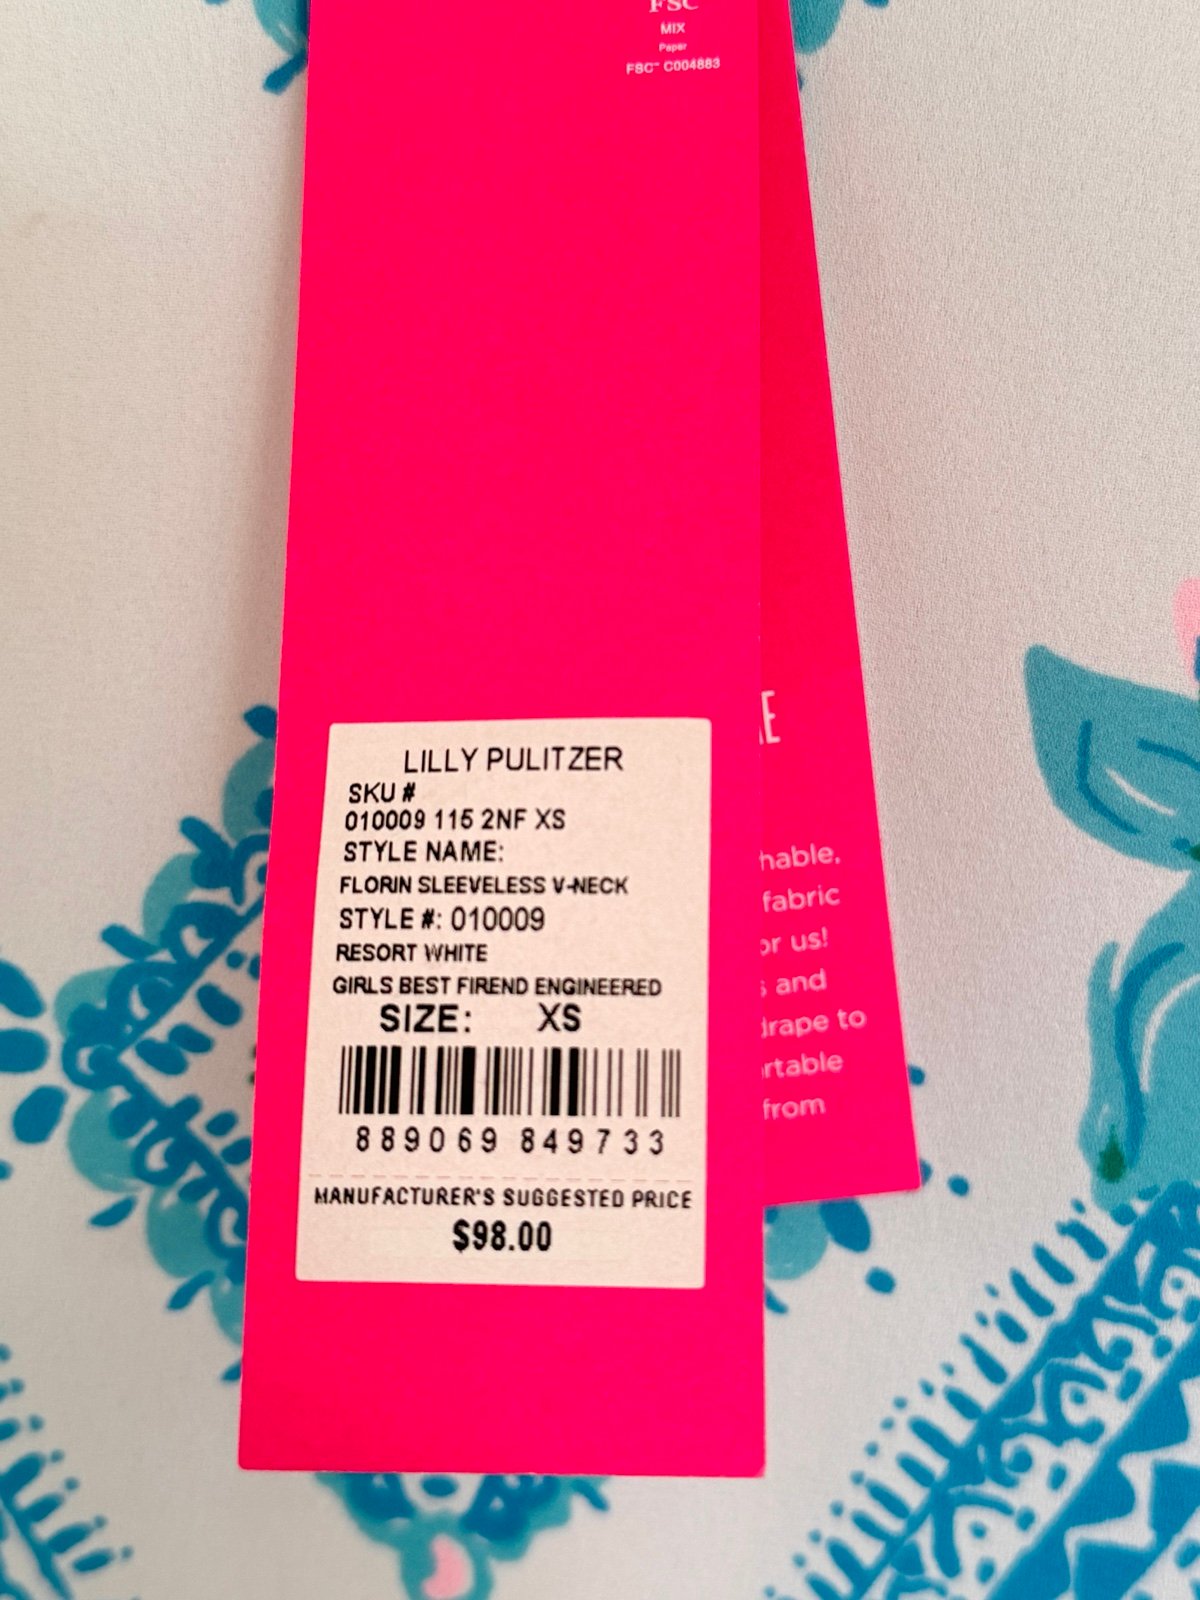 FSC
MIX
Paper
FSC™ C004883
LILLY PULITZER
SKU #
010009 115 2NF XS
STYLE NAME:
FLORIN SLEEVELESS V-NECK
STYLE #: 010009
RESORT WHITE
GIRLS BEST FIREND ENGINEERED
SIZE: XS
889069 849733
MANUFACTURER'S SUGGESTED PRICE
$98.00
fabric
us!
and
to
from